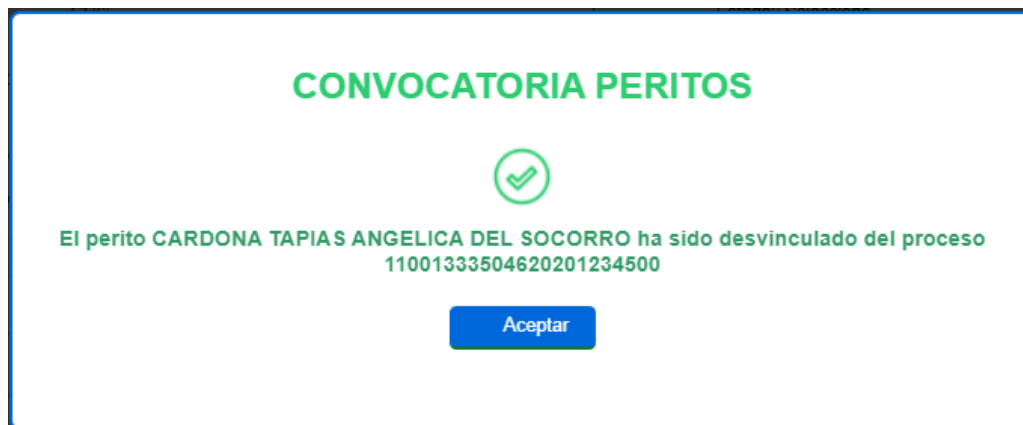 CONVOCATORIA PERITOS
El perito CARDONA TAPIAS ANGELICA DEL SOCORRO ha sido desvinculado del proceso
11001333504620201234500
Aceptar